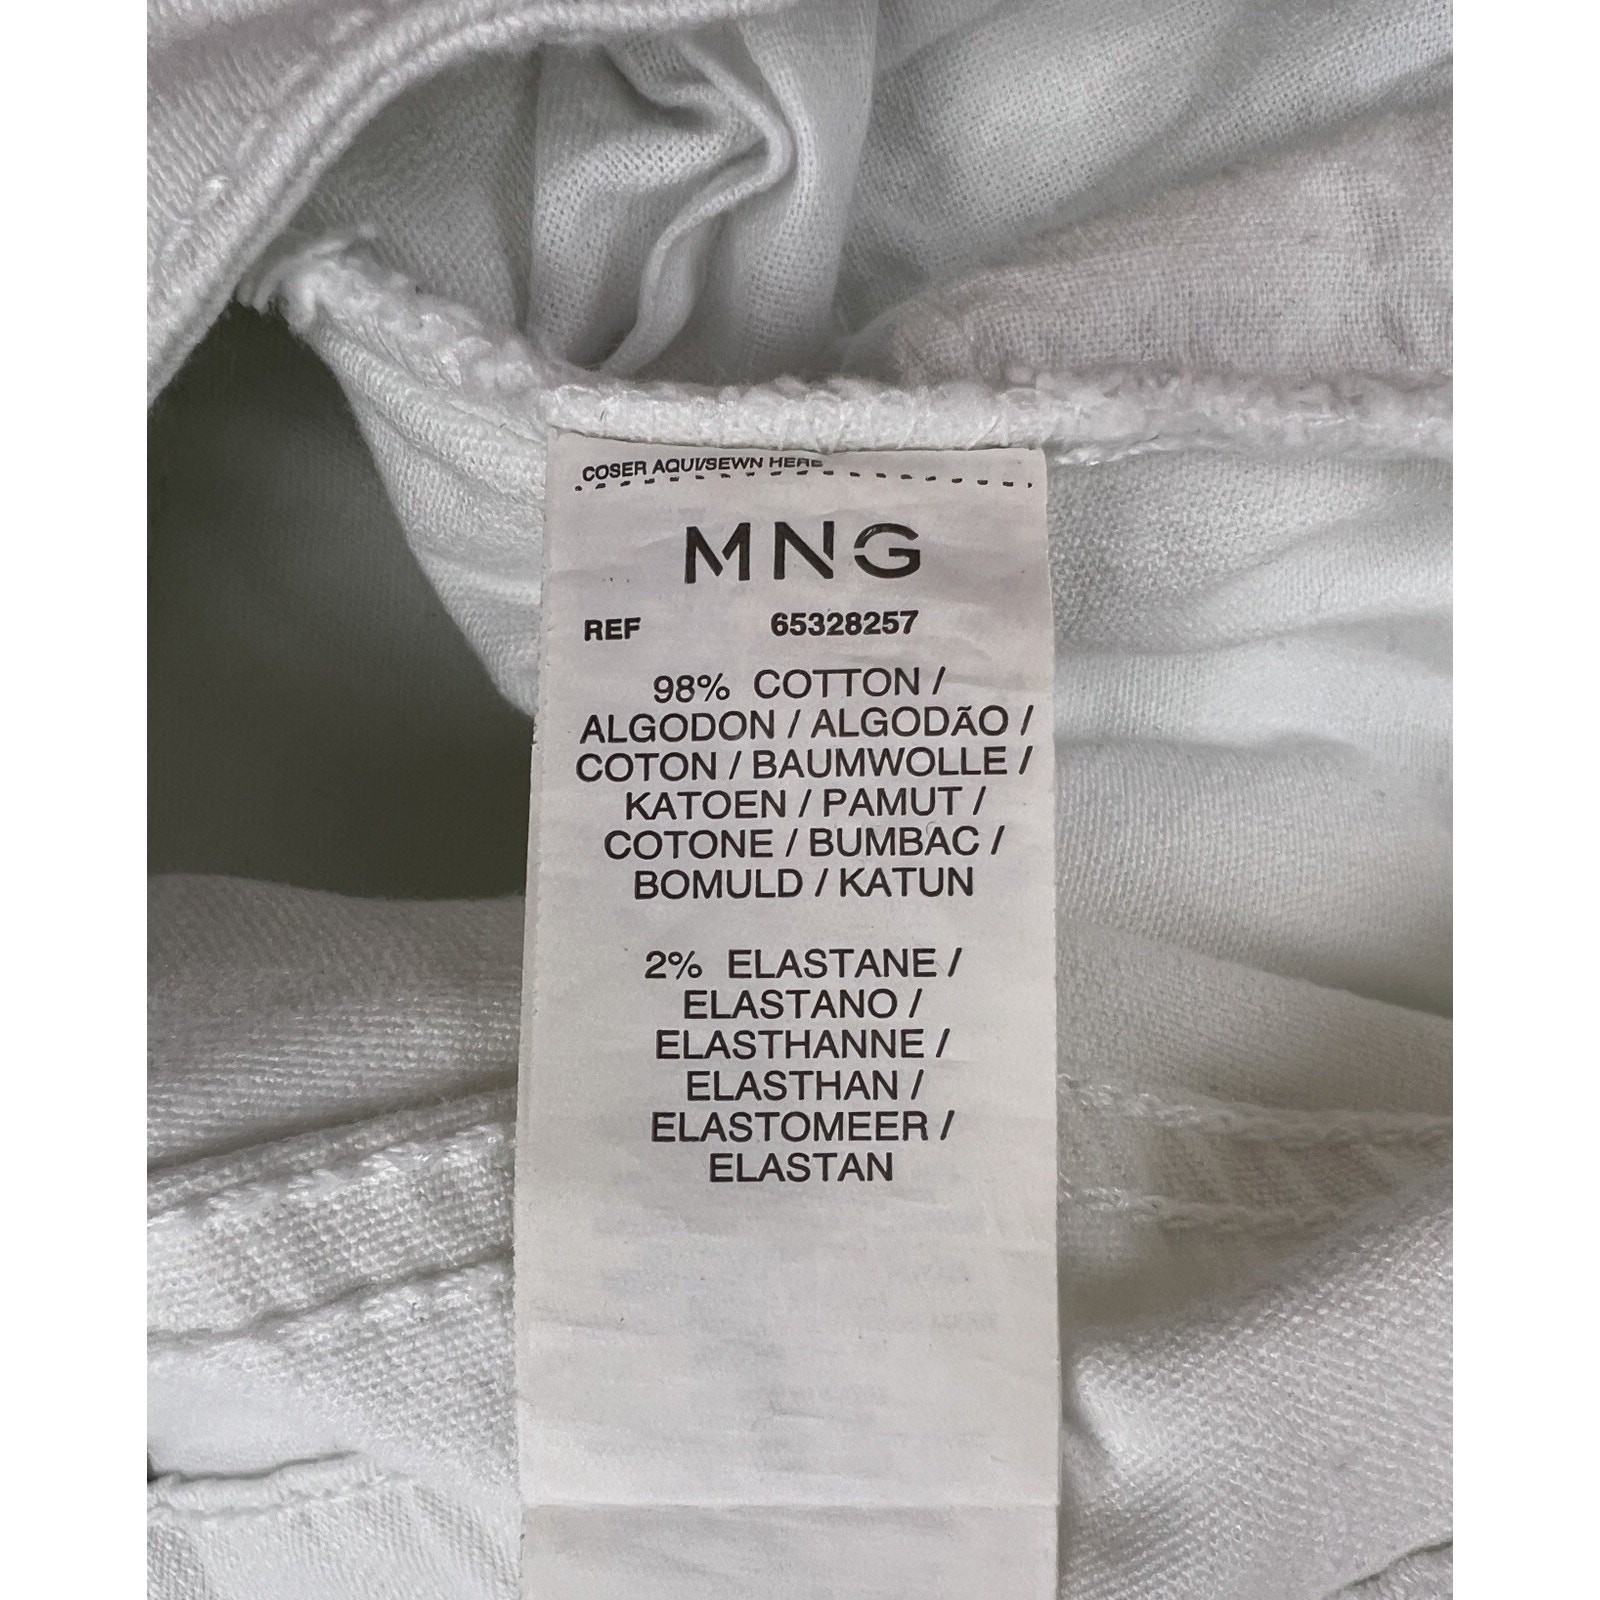 COSER AQUI/SEWN HERE
MNG
REF 65328257
98% COTTON /
ALGODON / ALGODÃO /
COTON / BAUMWOLLE /
KATOEN / PAMUT /
COTONE / BUMBAC /
BOMULD / KATUN
2% ELASTANE /
ELASTANO /
ELASTHANNE /
ELASTHAN /
ELASTOMEER /
ELASTAN